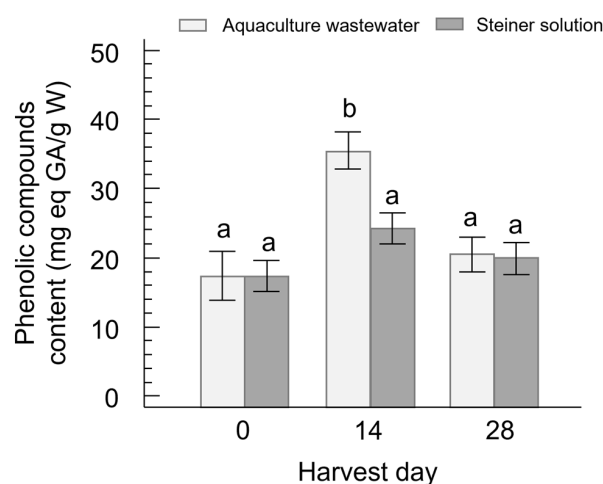 Aquaculture wastewater Steiner solution
Phenolic compounds
content (mg eq GA/g W)
50
40
30
20
10
0
a a b a a a
0 14 28
Harvest day